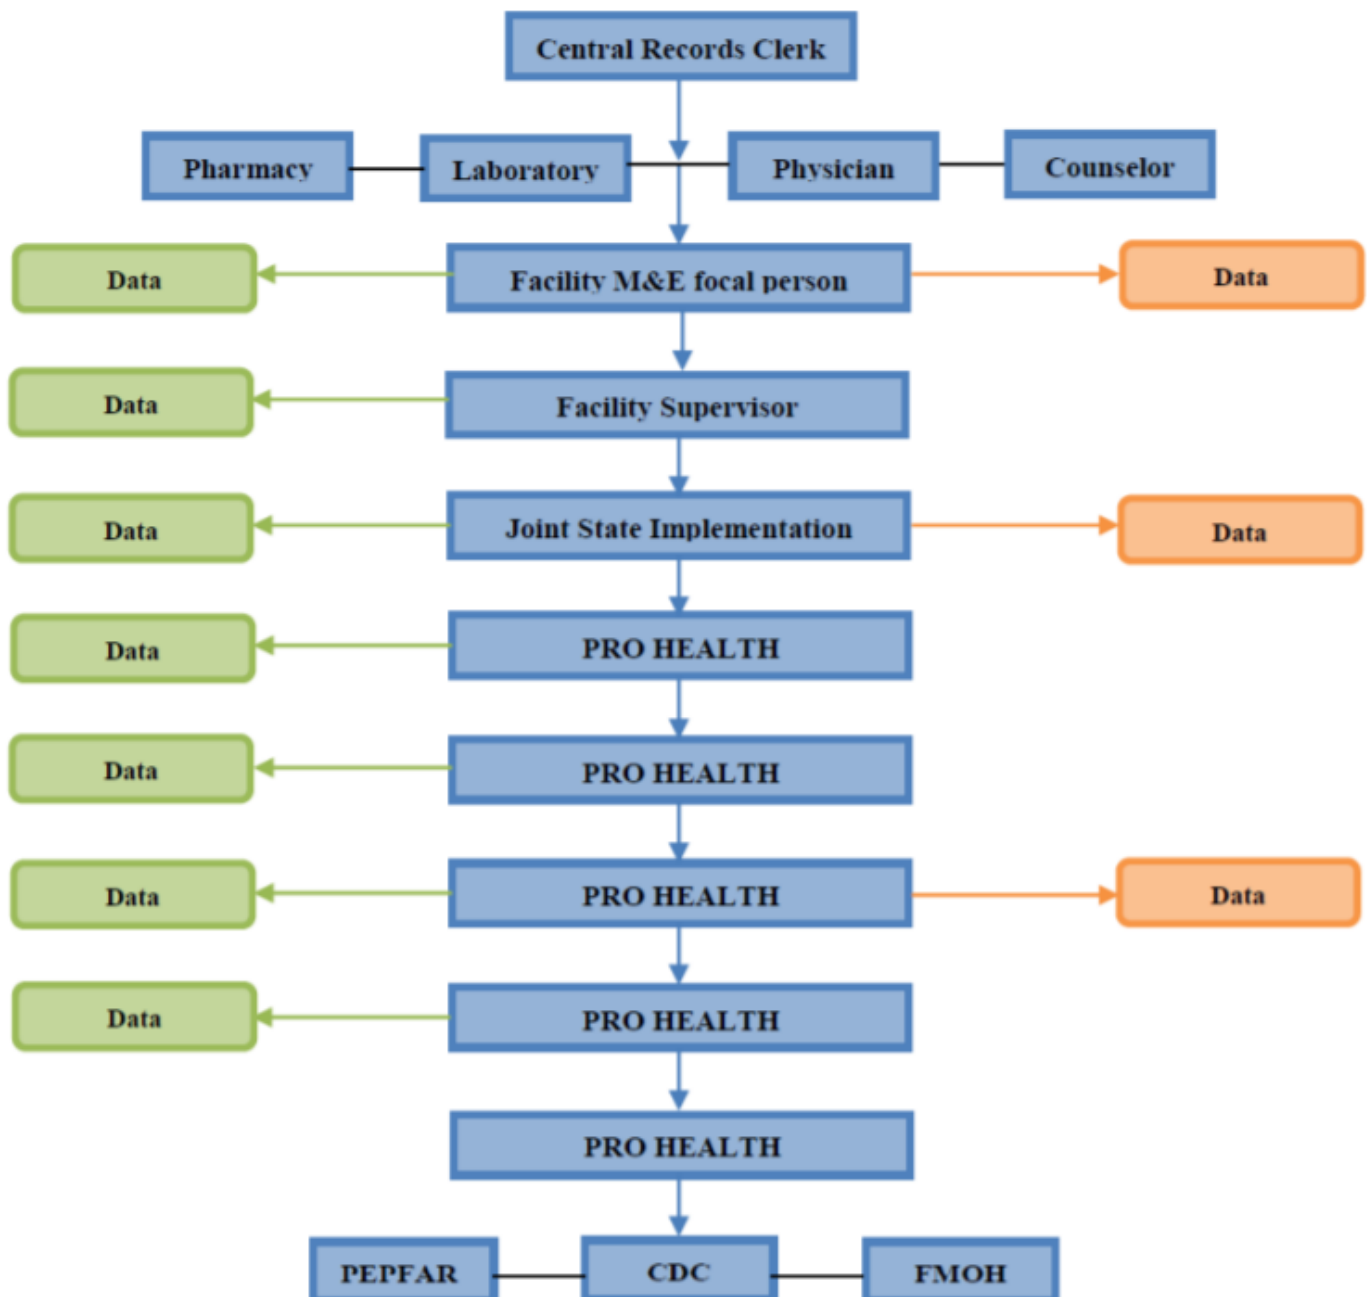 Central Records Clerk
Pharmacy
Laboratory
Physician
Counselor
Data
Facility M&E focal person
Data
Data
Facility Supervisor
Data
Joint State Implementation
Data
Data
PRO HEALTH
Data
PRO HEALTH
Data
PRO HEALTH
Data
Data
PRO HEALTH
PRO HEALTH
PEPFAR
CDC
FMOH